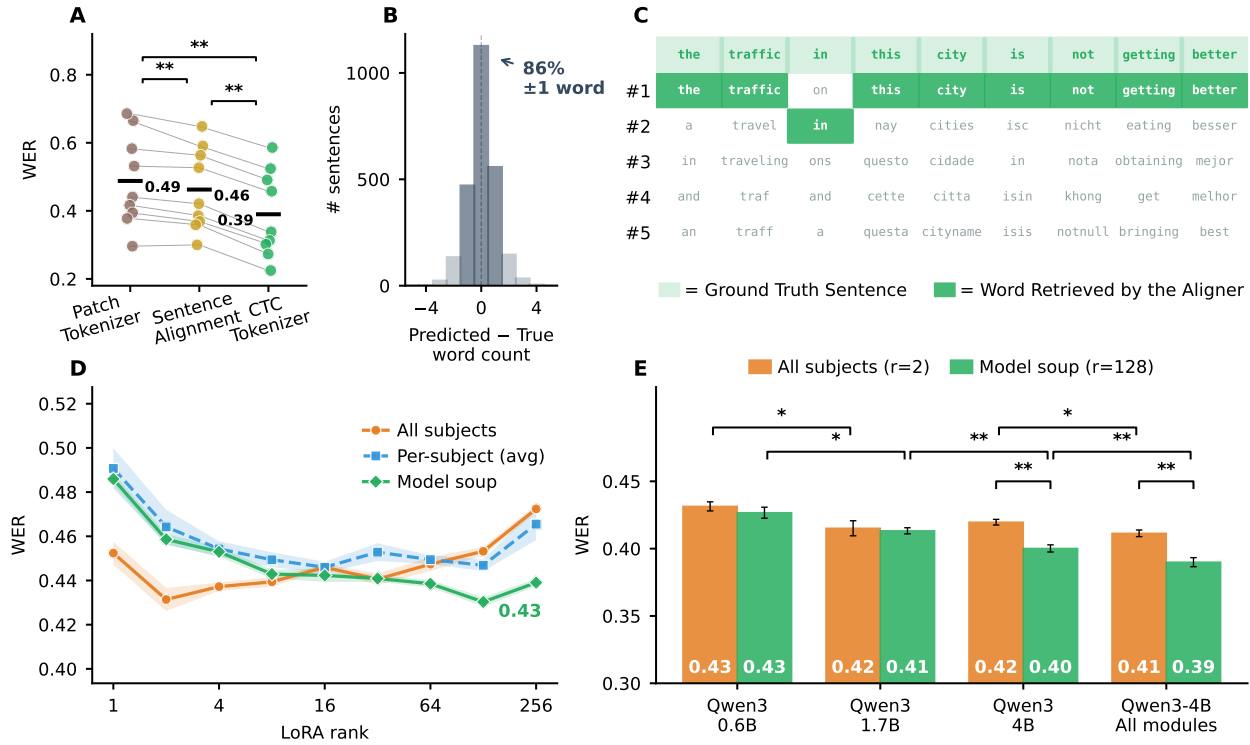 A
WER
0.8
0.6
0.4
0.2
**
**
**
0.49
0.46
0.39
Patch
Tokenizer
Sentence
Alignment
CTC
Tokenizer
B
# sentences
1000
500
0
86%
±1 word
−4
0
4
Predicted − True
word count
C
the traffic in this city is not getting better
#1 the traffic on this city is not getting better
#2 a travel in nay cities isc nicht eating besser
#3 in traveling ons questo cidade in nota obtaining mejor
#4 and traf and cette citta isin khong get melhor
#5 an traff a questa cityname isis notnull bringing best
= Ground Truth Sentence
= Word Retrieved by the Aligner
D
WER
0.52
0.50
0.48
0.46
0.44
0.42
0.40
All subjects
Per-subject (avg)
Model soup
0.43
1 4 16 64 256
LoRA rank
E
All subjects (r=2)
Model soup (r=128)
WER
0.45
0.40
0.35
0.30
*
*
*
**
**
**
**
0.43 0.43 0.42 0.41 0.42 0.40 0.41 0.39
Qwen3
0.6B
Qwen3
1.7B
Qwen3
4B
Qwen3-4B
All modules